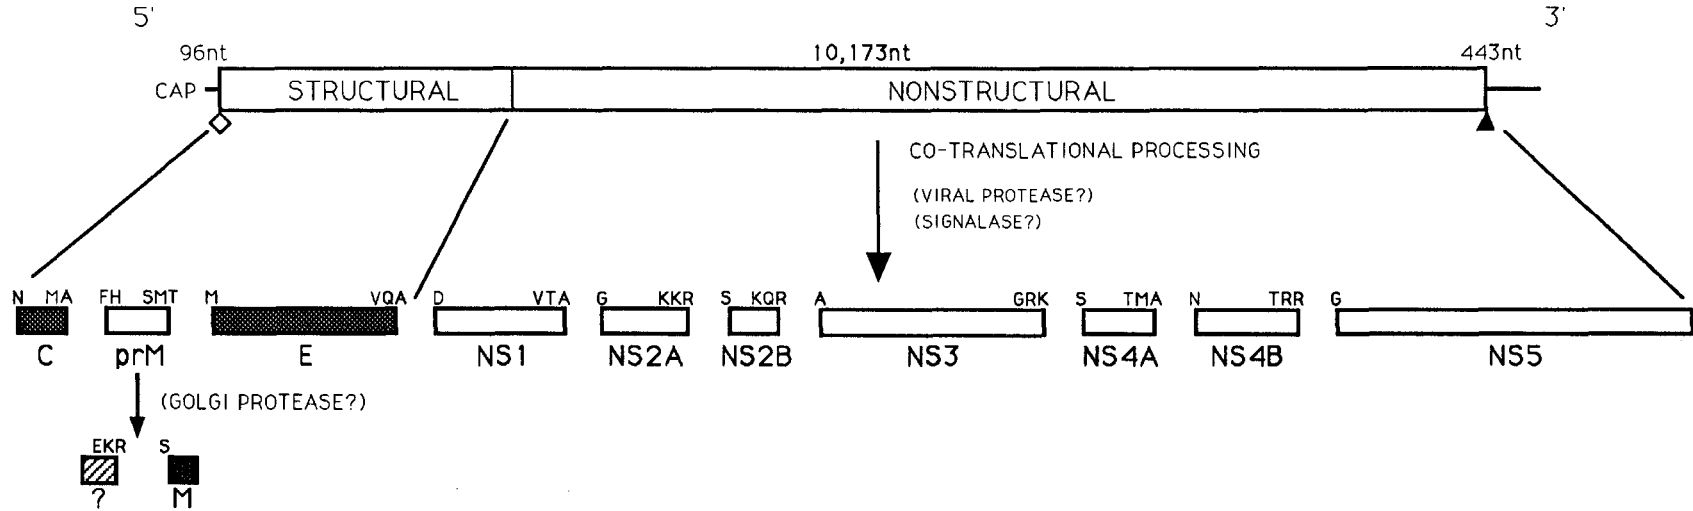 5' 3'
96nt 10,173nt 443nt
CAP STRUCTURAL NONSTRUCTURAL
CO-TRANSLATIONAL PROCESSING
(VIRAL PROTEASE?)
(SIGNALASE?)
N MA FH SMT M VQA D VTA G KKR S KQR A GRK S TMA N TRR G
C prM E NS1 NS2A NS2B NS3 NS4A NS4B NS5
(GOLGI PROTEASE?)
EKR S
? M